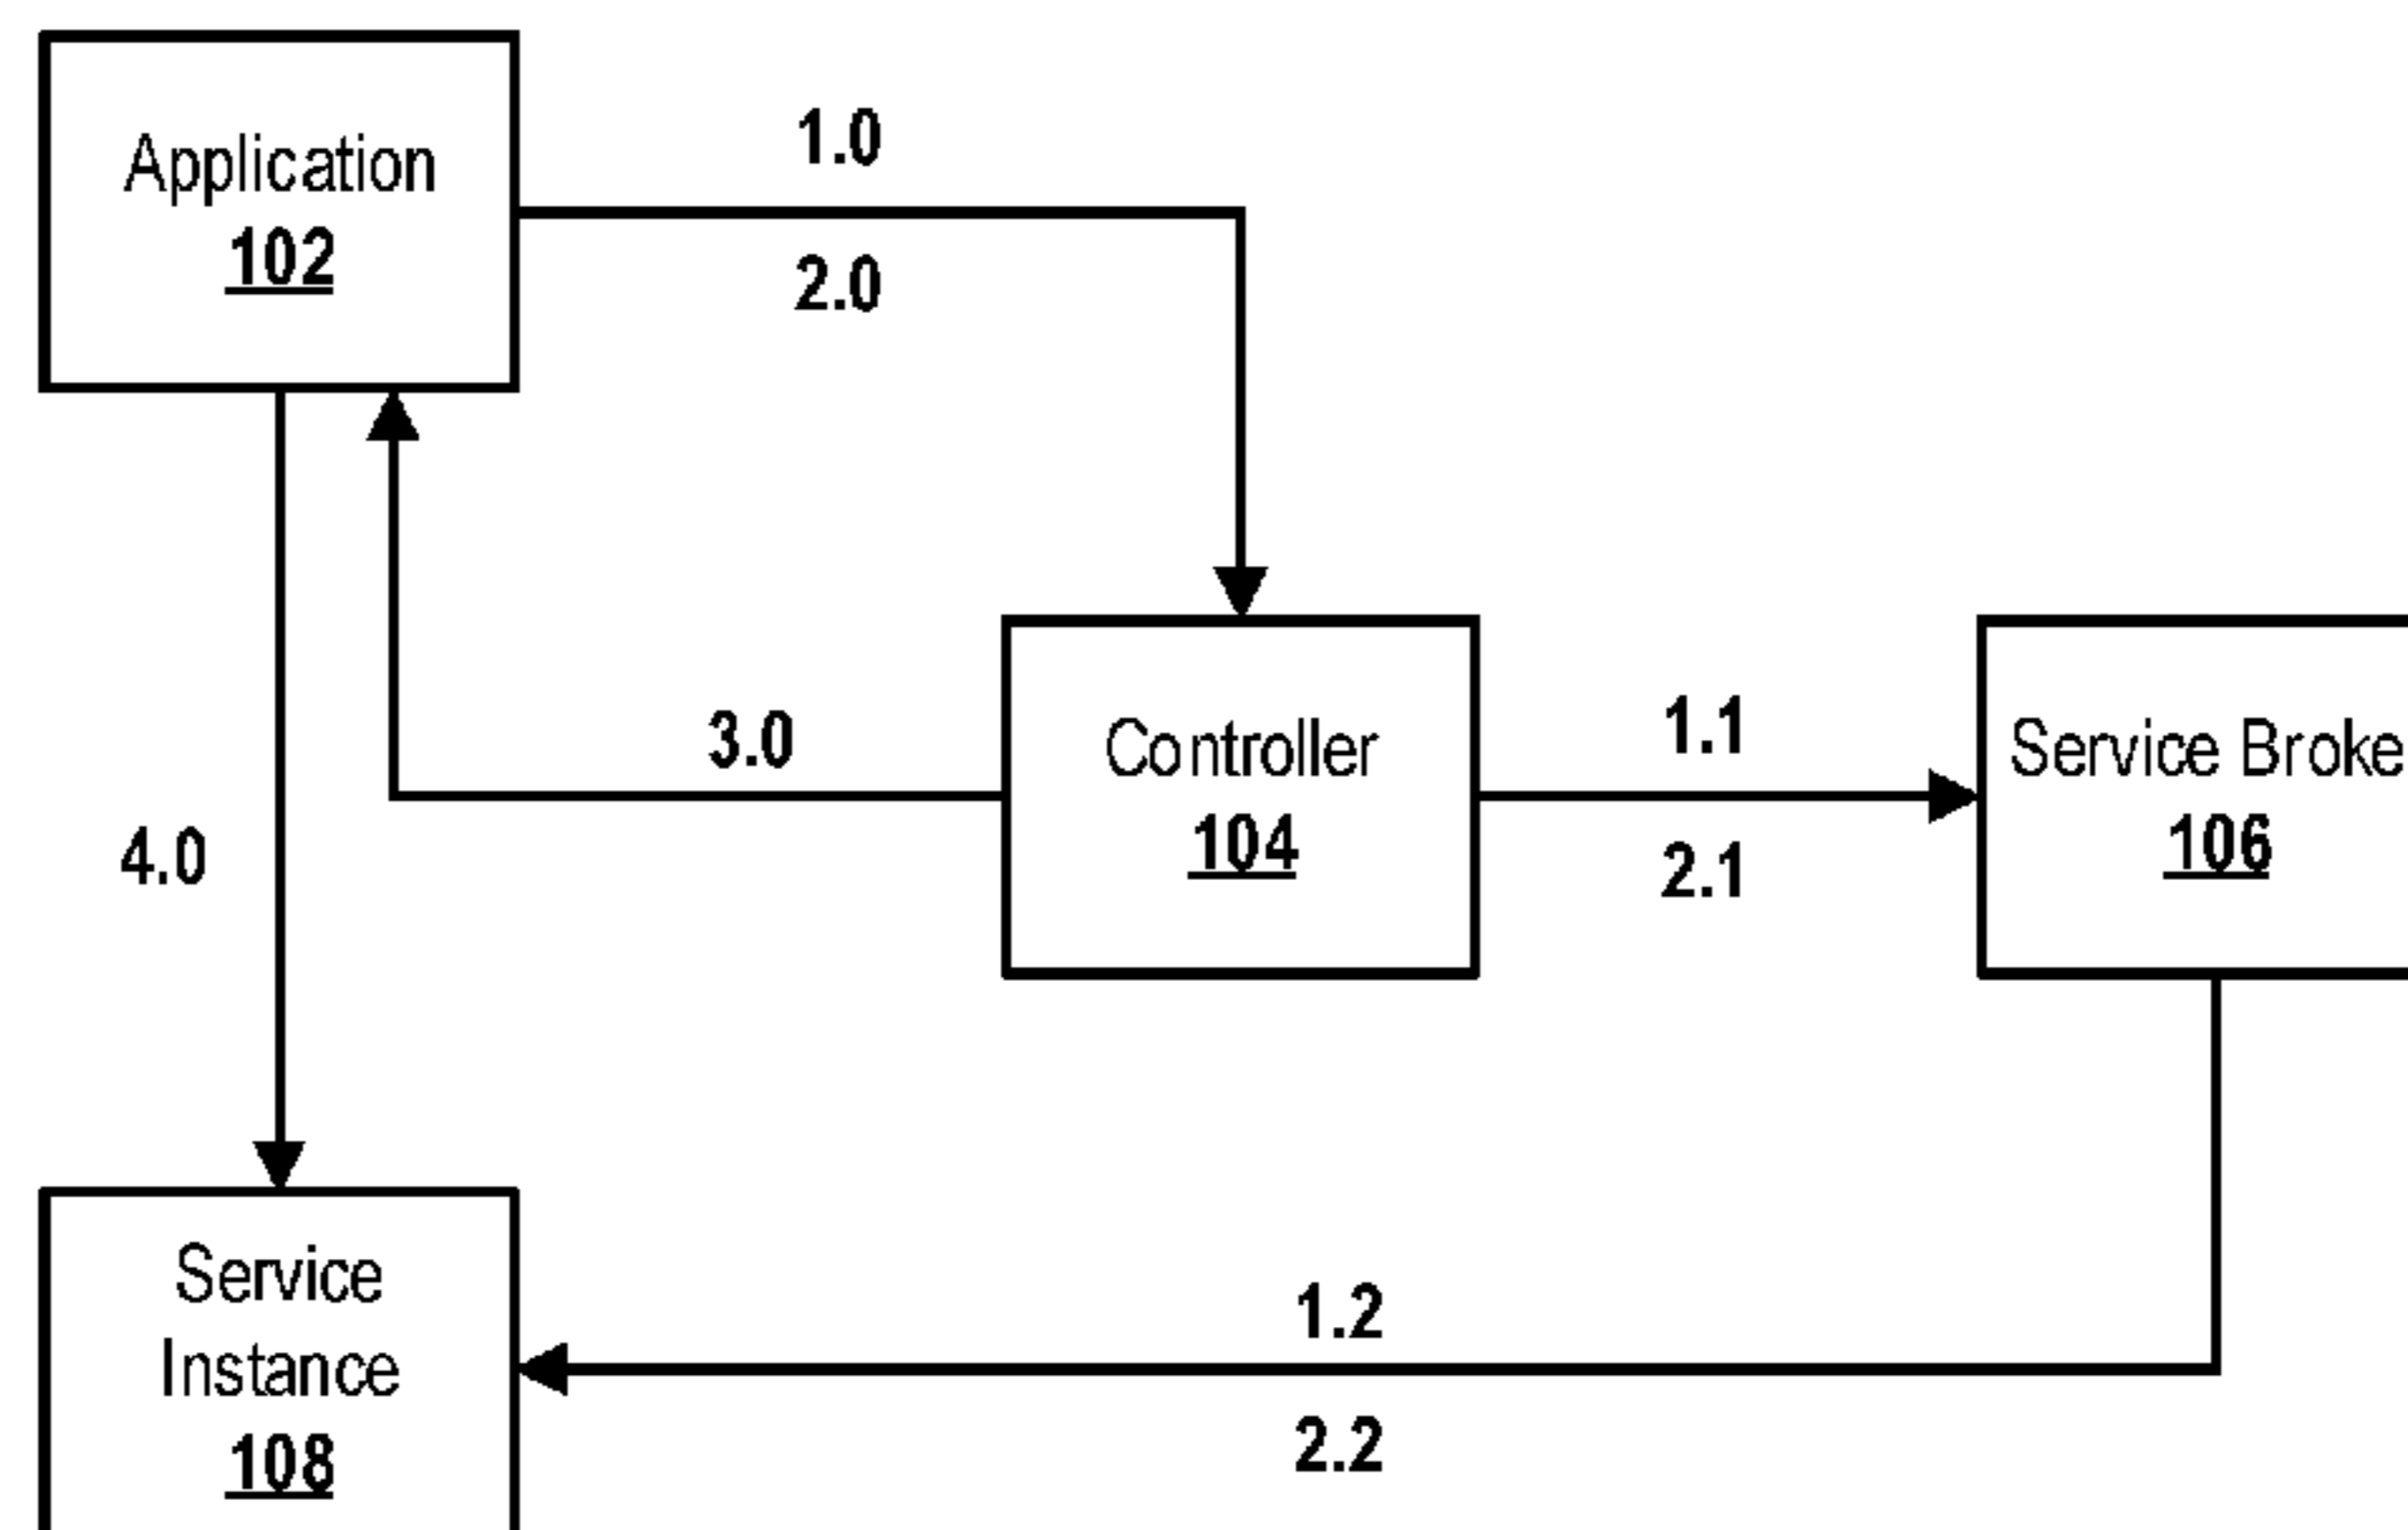 Application
102
1.0
2.0
3.0
4.0
Controller
104
1.1
2.1
Service Broke
106
Service
Instance
108
1.2
2.2